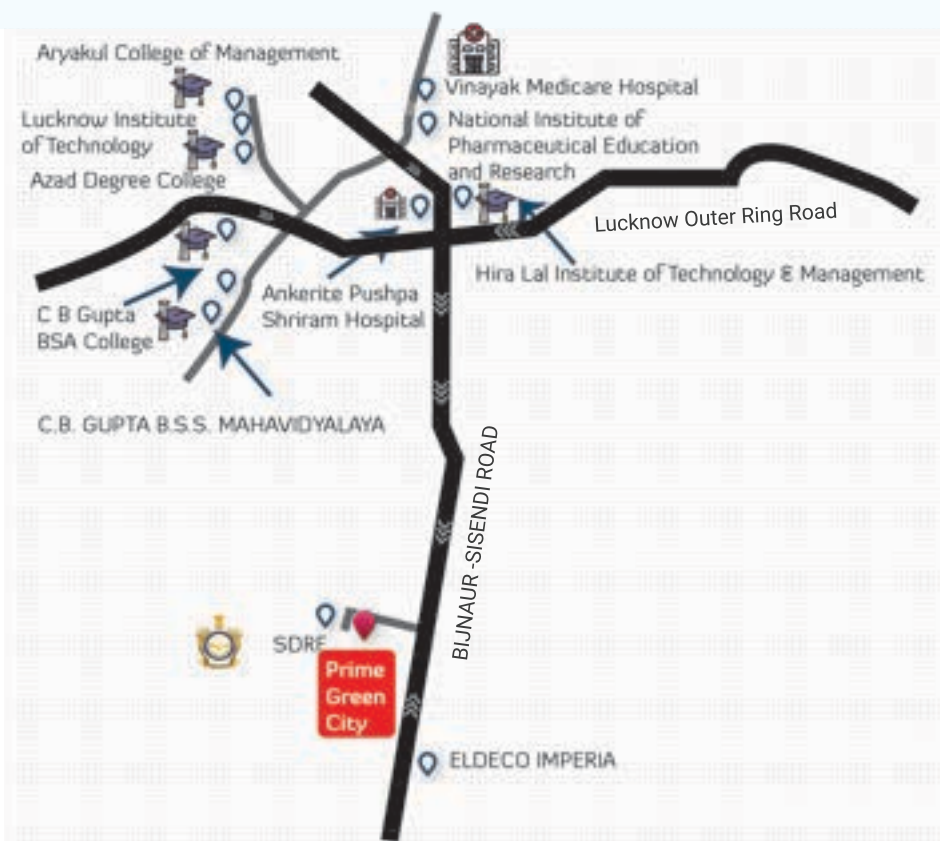 Aryakul College of Management
Vinayak Medicare Hospital
Lucknow Institute
of Technology
National Institute of
Pharmaceutical Education
and Research
Azad Degree College
Lucknow Outer Ring Road
Hira Lal Institute of Technology & Management
Ankerite Pushpa
Shriram Hospital
C B Gupta
BSA College
C.B. GUPTA B.S.S. MAHAVIDYALAYA
BIJNAUR -SISENDI ROAD
SDRF
Prime
Green
City
ELDECO IMPERIA